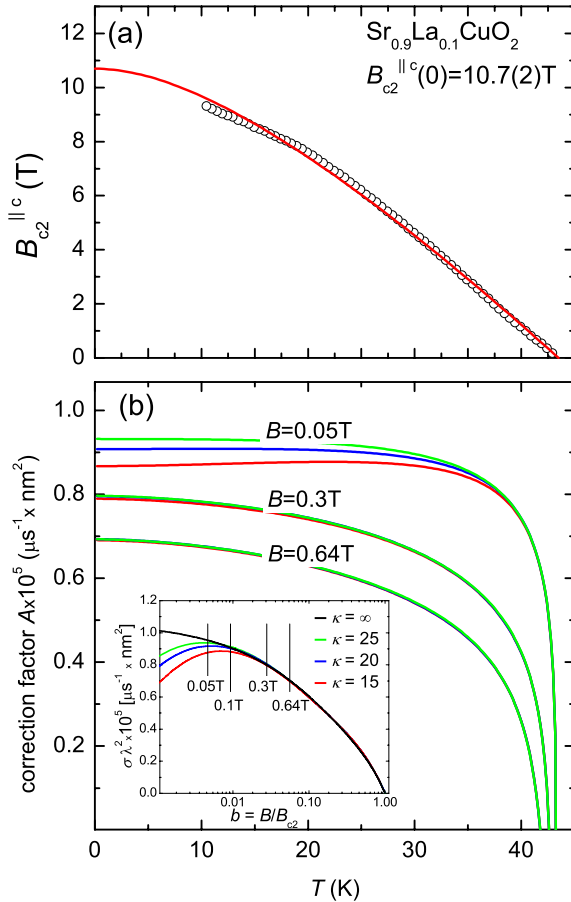 (a)
Sr0.9La0.1CuO2
Bc2||c(0)=10.7(2)T
12
10
8
6
4
2
0
Bc2||c (T)
(b)
B=0.05T
B=0.3T
B=0.64T
1.0
0.8
0.6
0.4
0.2
correction factor A×10^5 (μs^-1 × nm^2)
1.2
1.0
0.8
0.6
0.4
0.2
0.0
σλ^2×10^5 [μs^-1 × nm^2]
κ = ∞
κ = 25
κ = 20
κ = 15
0.05T
0.3T
0.1T
0.64T
0.01
0.10
1.00
b = B/Bc2
0
10
20
30
40
T (K)